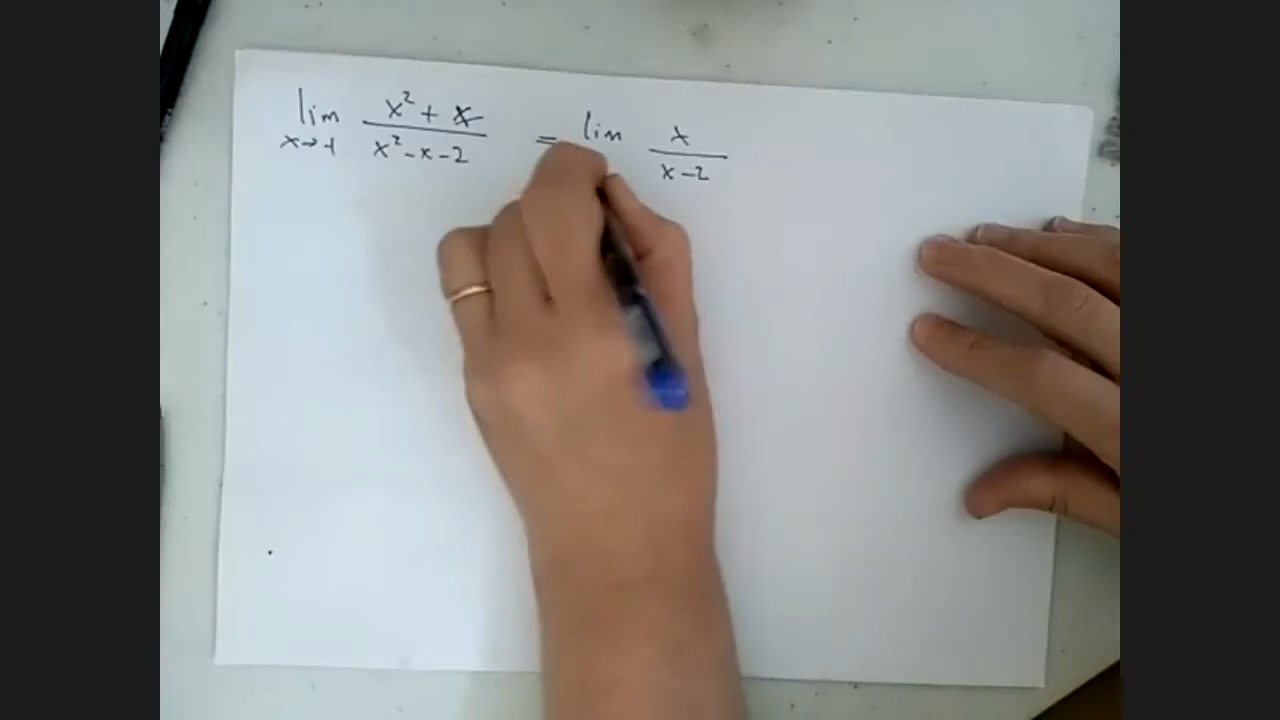 lim x→-1 (x² + x)/(x² - x - 2) = lim x/(x - 2)